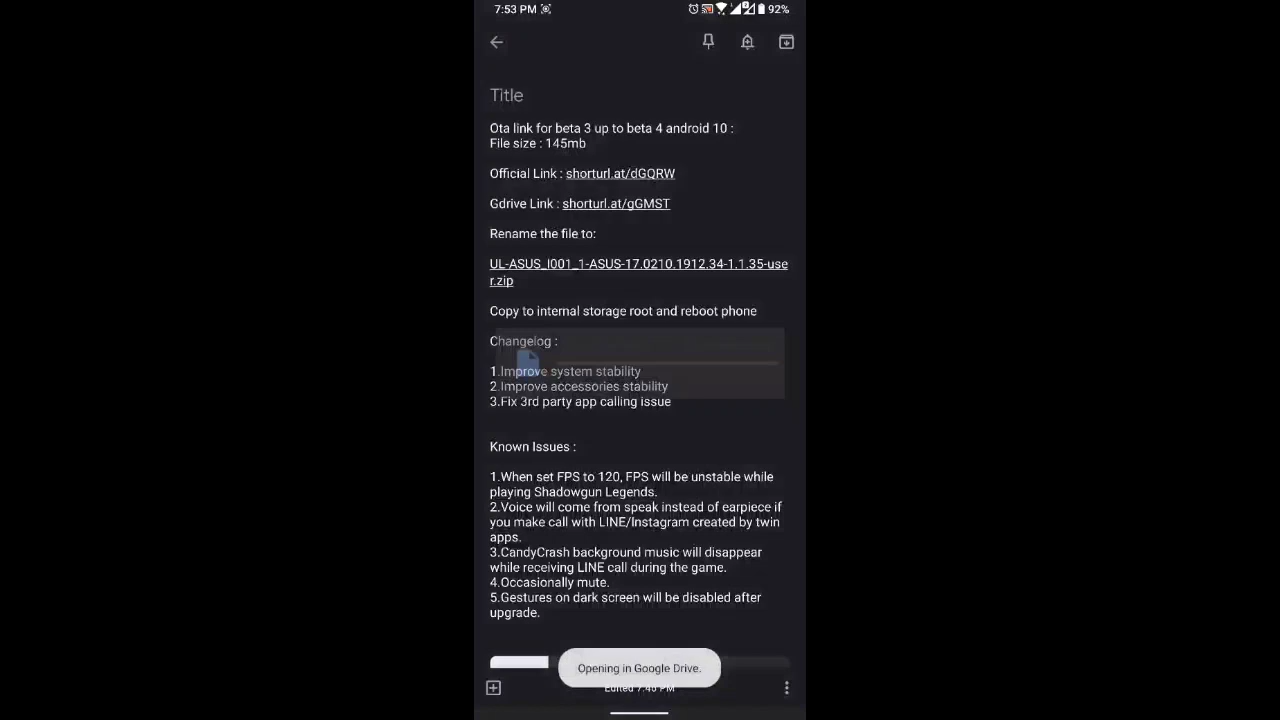 7:53 PM
92%
Title
Ota link for beta 3 up to beta 4 android 10 :
File size : 145mb
Official Link : shorturl.at/dGQRW
Gdrive Link : shorturl.at/gGMST
Rename the file to:
UL-ASUS_I001_1-ASUS-17.0210.1912.34-1.1.35-use
r.zip
Copy to internal storage root and reboot phone
Changelog :
1.Improve system stability
2.Improve accessories stability
3.Fix 3rd party app calling issue
Known Issues :
1.When set FPS to 120, FPS will be unstable while
playing Shadowgun Legends.
2.Voice will come from speak instead of earpiece if
you make call with LINE/Instagram created by twin
apps.
3.CandyCrash background music will disappear
while receiving LINE call during the game.
4.Occasionally mute.
5.Gestures on dark screen will be disabled after
upgrade.
Opening in Google Drive.
Edited 7:46 PM